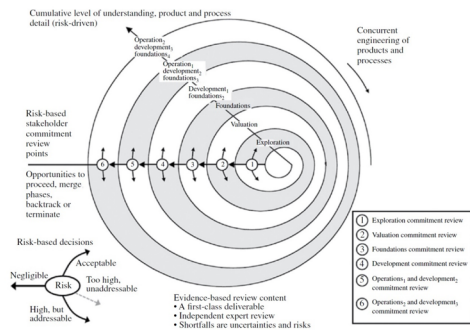 Cumulative level of understanding, product and process
detail (risk-driven)
Concurrent
engineering of
products and
processes
Operation₂
development₃
foundations₄
Operation₁
development₂
foundations₃
Development₁
foundations₂
Foundations
Valuation
Exploration
Risk-based
stakeholder
commitment
review
points
6 5 4 3 2 1
Opportunities to
proceed, merge
phases,
backtrack or
terminate
Risk-based decisions
Acceptable
Negligible
Risk
Too high,
unaddressable
High, but
addressable
Evidence-based review content
• A first-class deliverable
• Independent expert review
• Shortfalls are uncertainties and risks
1 Exploration commitment review
2 Valuation commitment review
3 Foundations commitment review
4 Development commitment review
5 Operations₁ and development₂
commitment review
6 Operations₂ and development₃
commitment review